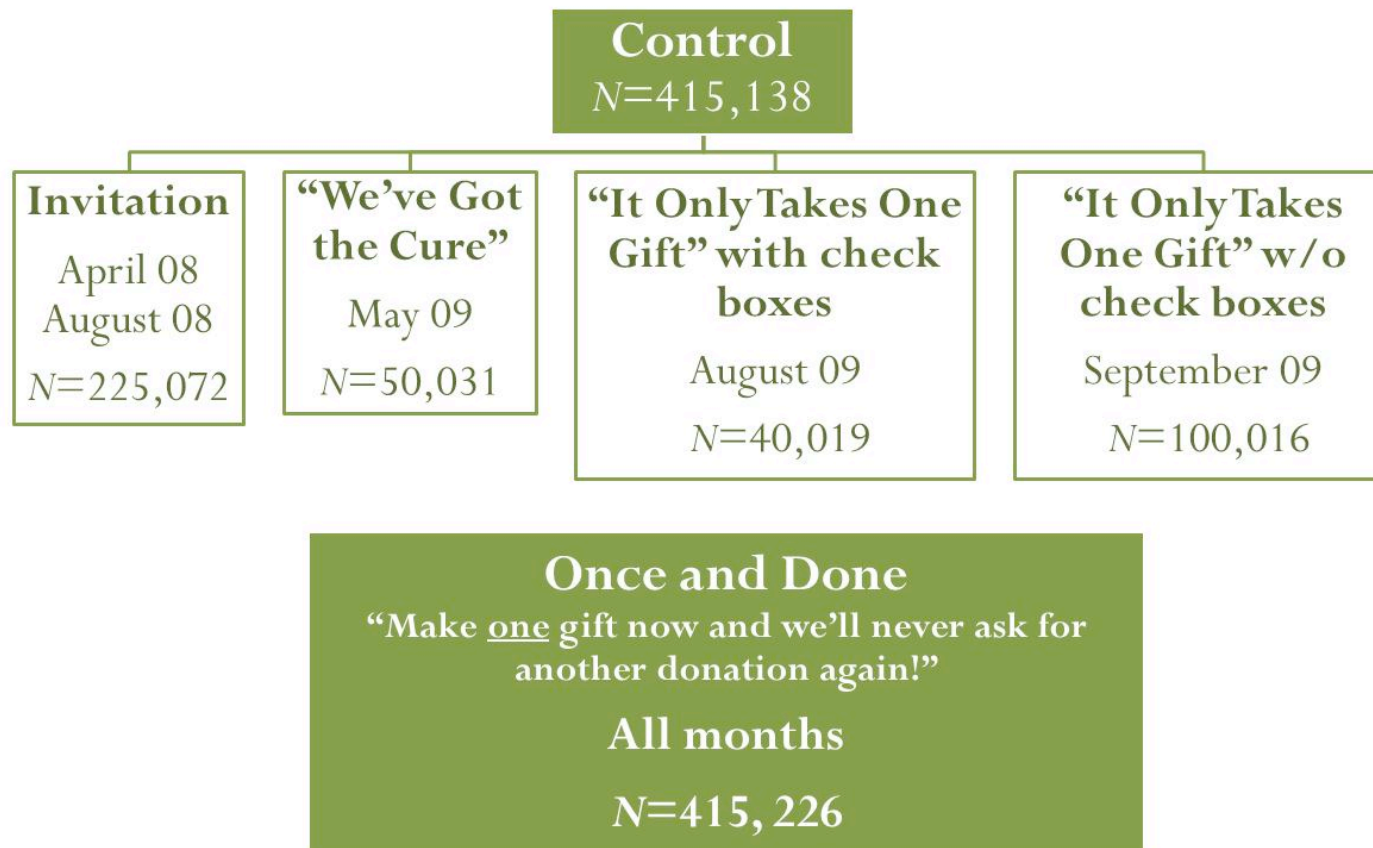 Control
N=415,138
Invitation
April 08
August 08
N=225,072
“We’ve Got
the Cure”
May 09
N=50,031
“It Only Takes One
Gift” with check
boxes
August 09
N=40,019
“It Only Takes
One Gift” w/o
check boxes
September 09
N=100,016
Once and Done
“Make one gift now and we’ll never ask for
another donation again!”
All months
N=415, 226